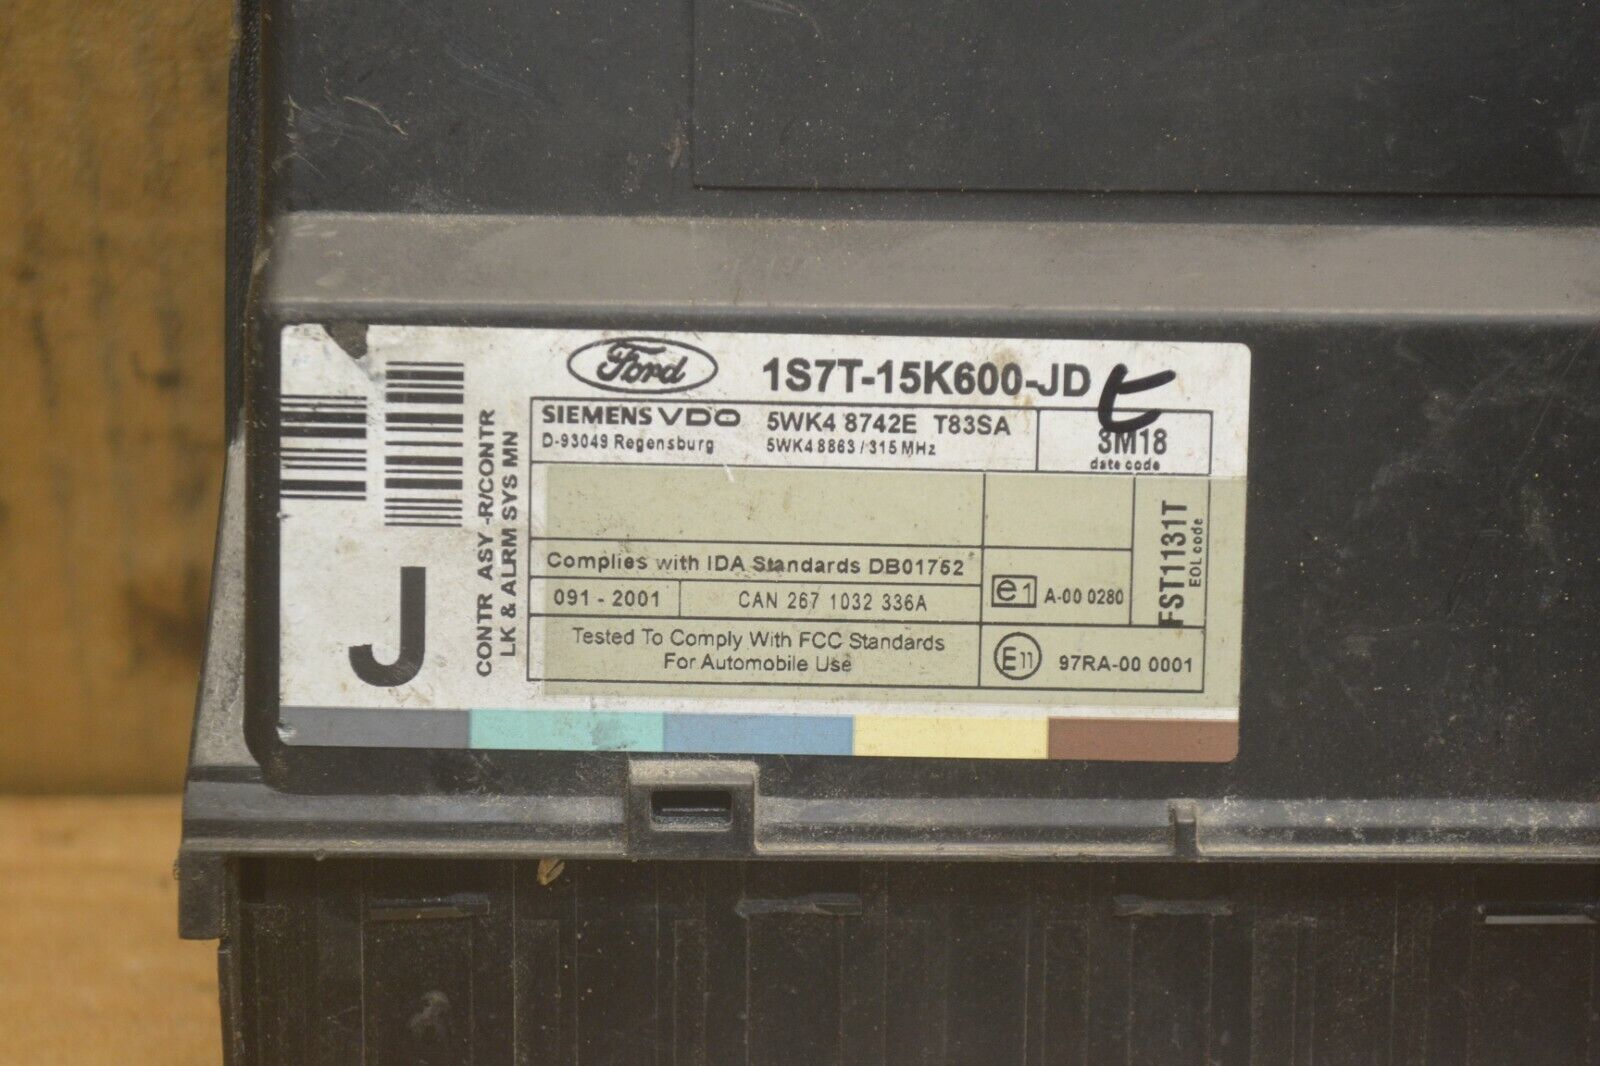 Ford
1S7T-15K600-JD
SIEMENS VDO
D-93049 Regensburg
5WK4 8742E T83SA
5WK4 8863 / 315 MHz
3M18
date code
CONTR ASY -R/CONTR
LK & ALRM SYS MN
J
FST1131T
EOL code
Complies with IDA Standards DB01752
091 - 2001
CAN 267 1032 336A
e1 A-00 0280
Tested To Comply With FCC Standards
For Automobile Use
E11 97RA-00 0001